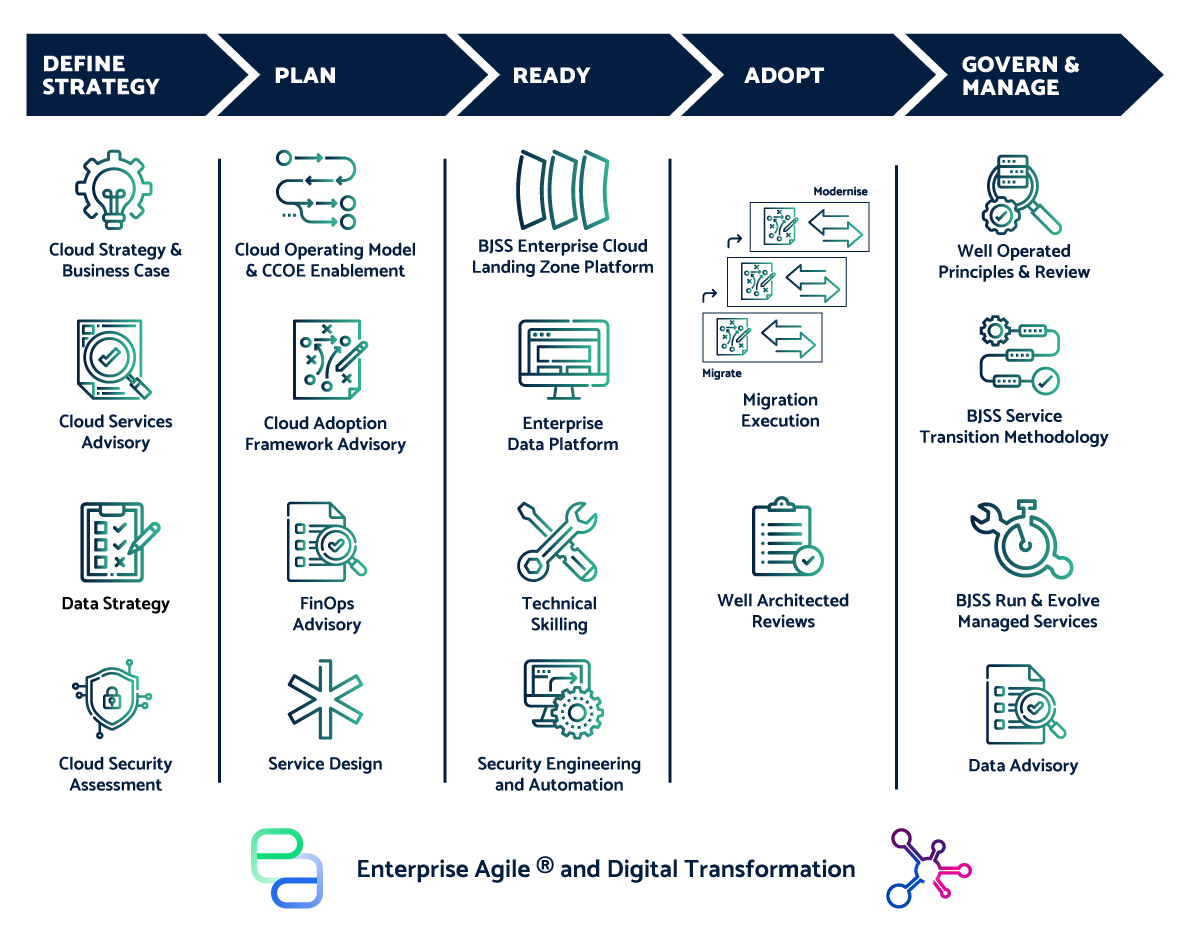 DEFINE
STRATEGY
PLAN
READY
ADOPT
GOVERN &
MANAGE
Cloud Strategy &
Business Case
Cloud Services
Advisory
Data Strategy
Cloud Security
Assessment
Cloud Operating Model
& CCOE Enablement
Cloud Adoption
Framework Advisory
FinOps
Advisory
Service Design
BJSS Enterprise Cloud
Landing Zone Platform
Enterprise
Data Platform
Technical
Skilling
Security Engineering
and Automation
Modernise
Migrate
Migration
Execution
Well Architected
Reviews
Well Operated
Principles & Review
BJSS Service
Transition Methodology
BJSS Run & Evolve
Managed Services
Data Advisory
Enterprise Agile ® and Digital Transformation